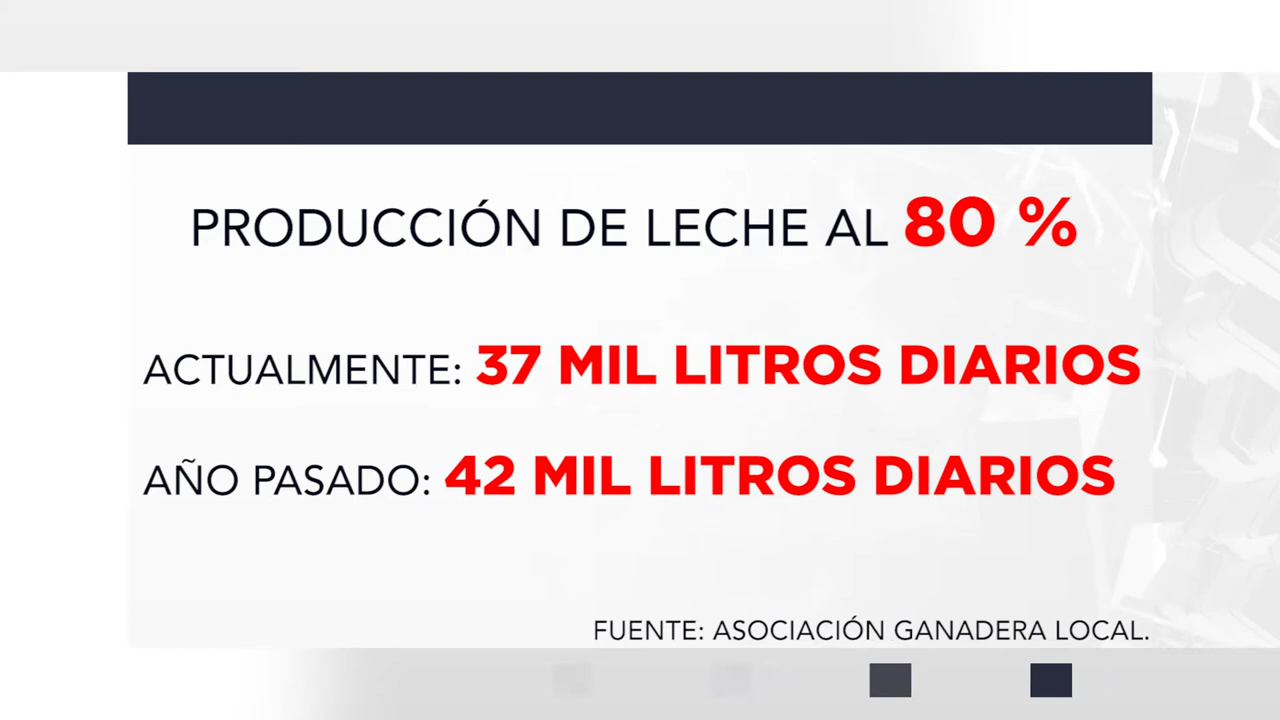 PRODUCCIÓN DE LECHE AL 80 %
ACTUALMENTE: 37 MIL LITROS DIARIOS
AÑO PASADO: 42 MIL LITROS DIARIOS
FUENTE: ASOCIACIÓN GANADERA LOCAL.